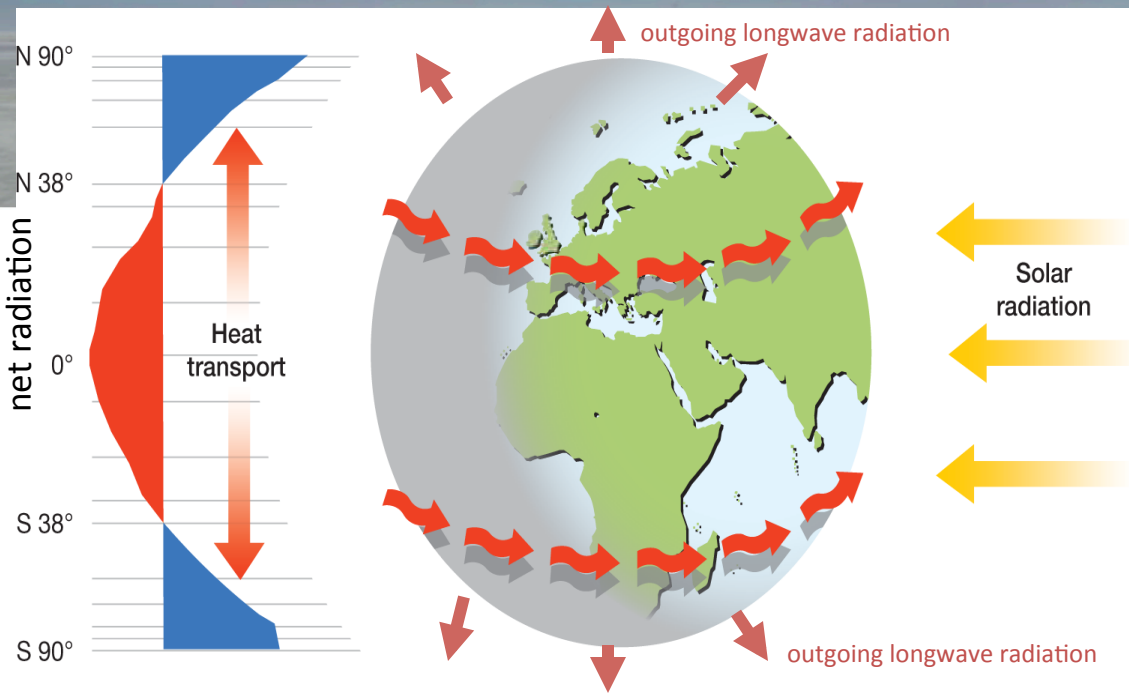 N 90°
N 38°
0°
S 38°
S 90°
net radiation
Heat
transport
outgoing longwave radiation
Solar
radiation
outgoing longwave radiation